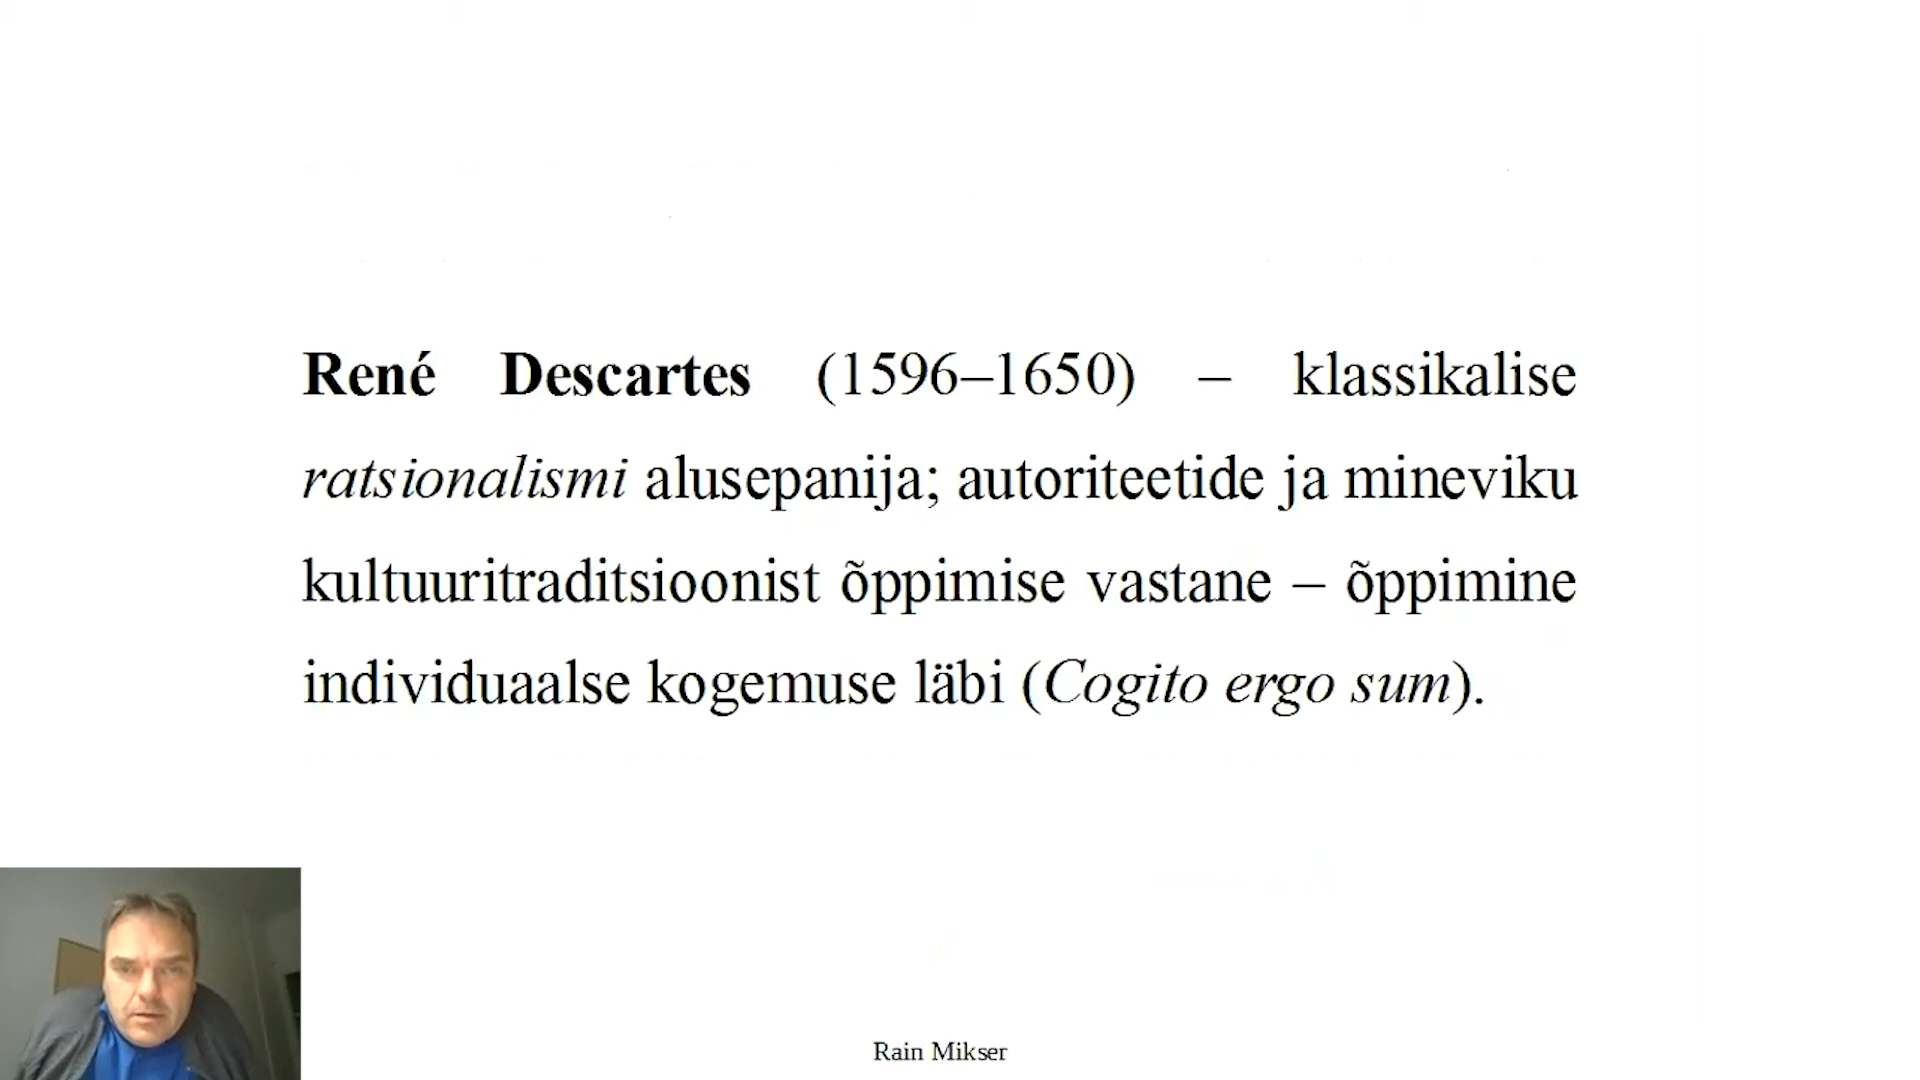 René Descartes (1596–1650) – klassikalise
ratsionalismi alusepanija; autoriteetide ja mineviku
kultuuritraditsioonist õppimise vastane – õppimine
individuaalse kogemuse läbi (Cogito ergo sum).
Rain Mikser